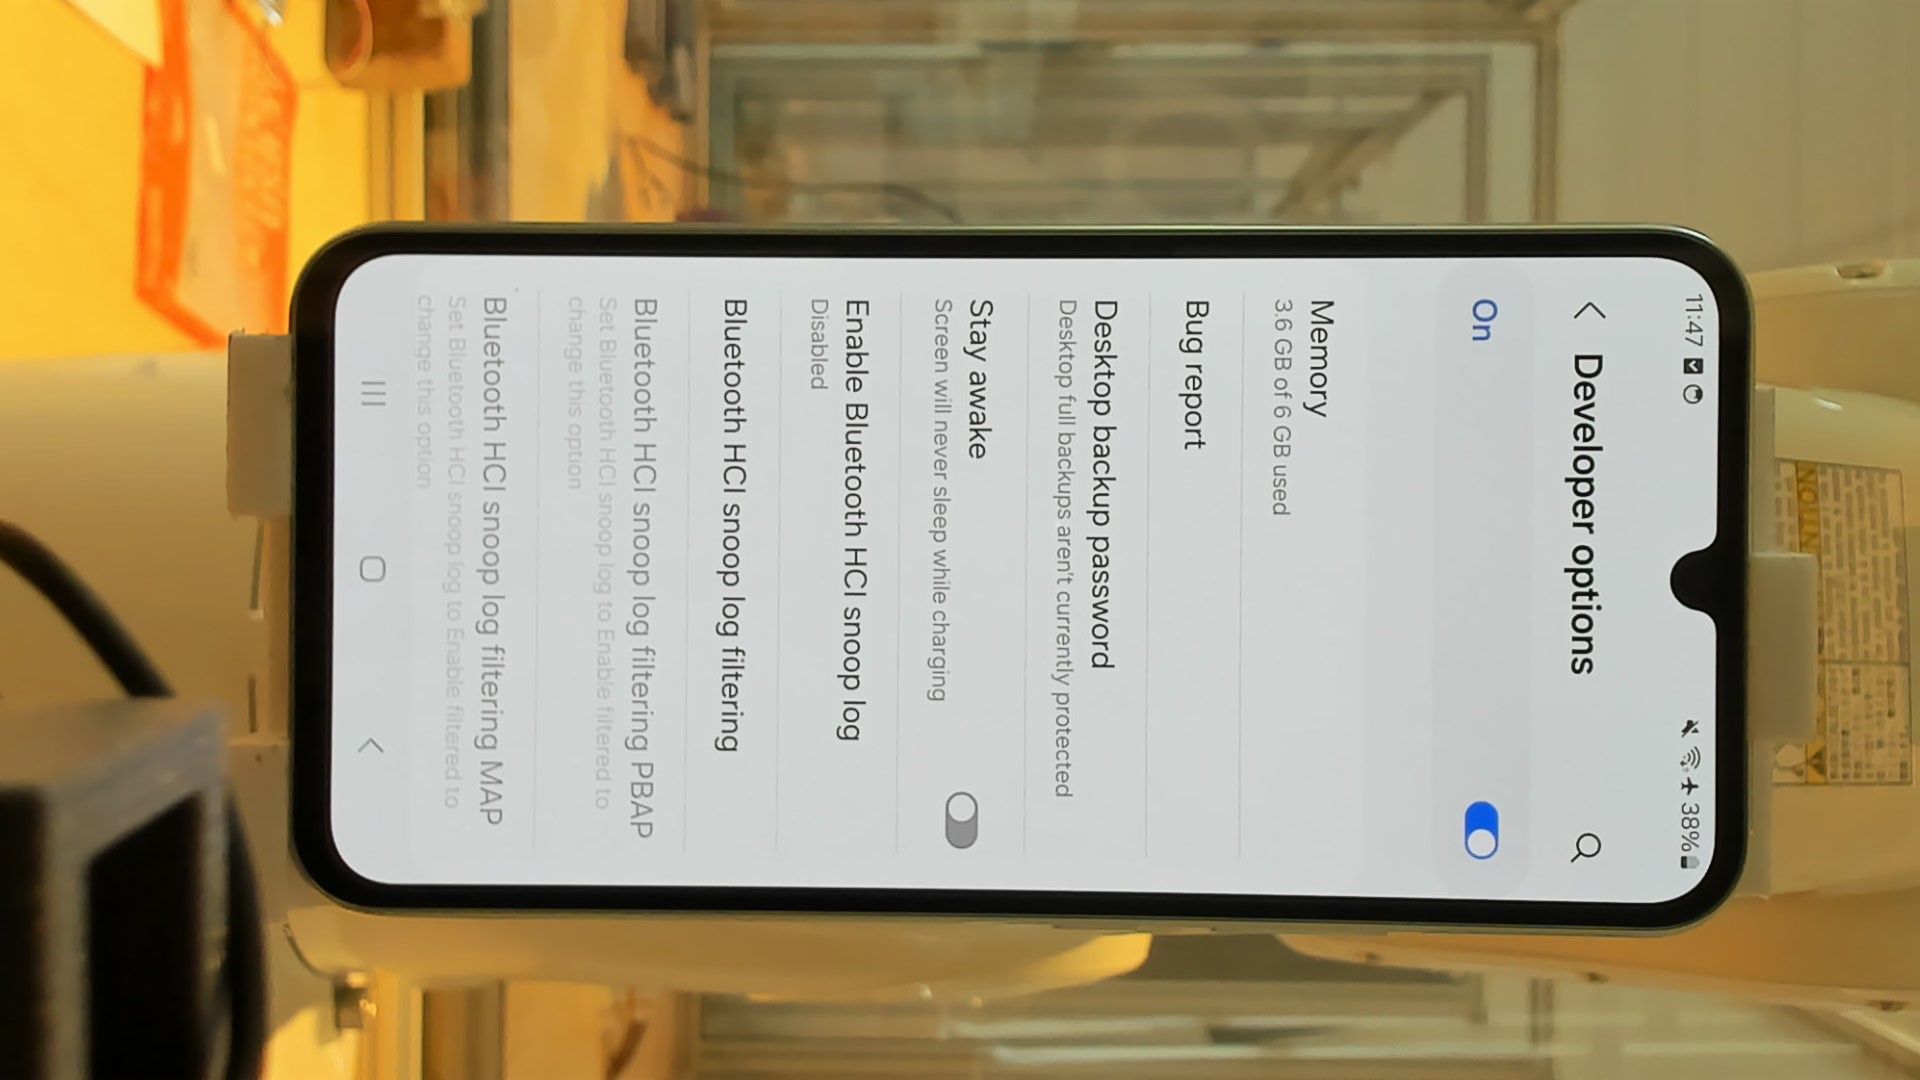 11:47
38%
Developer options
On
Memory
3.6 GB of 6 GB used
Bug report
Desktop backup password
Desktop full backups aren't currently protected
Stay awake
Screen will never sleep while charging
Enable Bluetooth HCI snoop log
Disabled
Bluetooth HCI snoop log filtering
Bluetooth HCI snoop log filtering PBAP
Set Bluetooth HCI snoop log to Enable filtered to
change this option
Bluetooth HCI snoop log filtering MAP
Set Bluetooth HCI snoop log to Enable filtered to
change this option